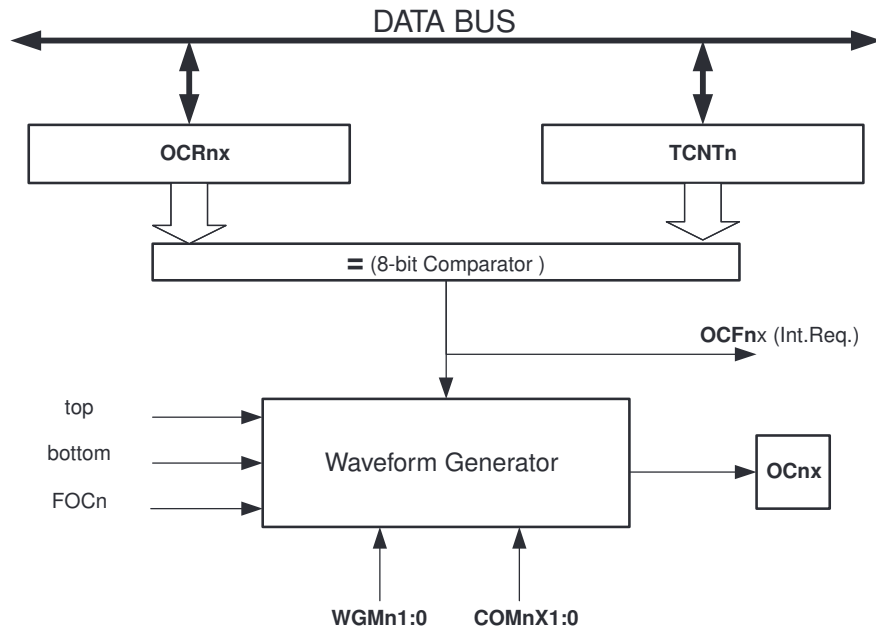 DATA BUS
OCRnx
TCNTn
= (8-bit Comparator )
OCFnx (Int.Req.)
top
bottom
FOCn
Waveform Generator
OCnx
WGMn1:0
COMnX1:0